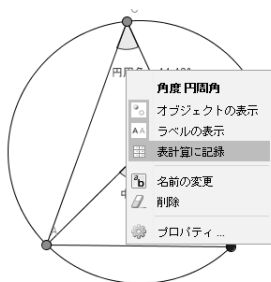 角度 円周角
オブジェクトの表示
AA ラベルの表示
表計算に記録
ab 名前の変更
削除
プロパティ ...